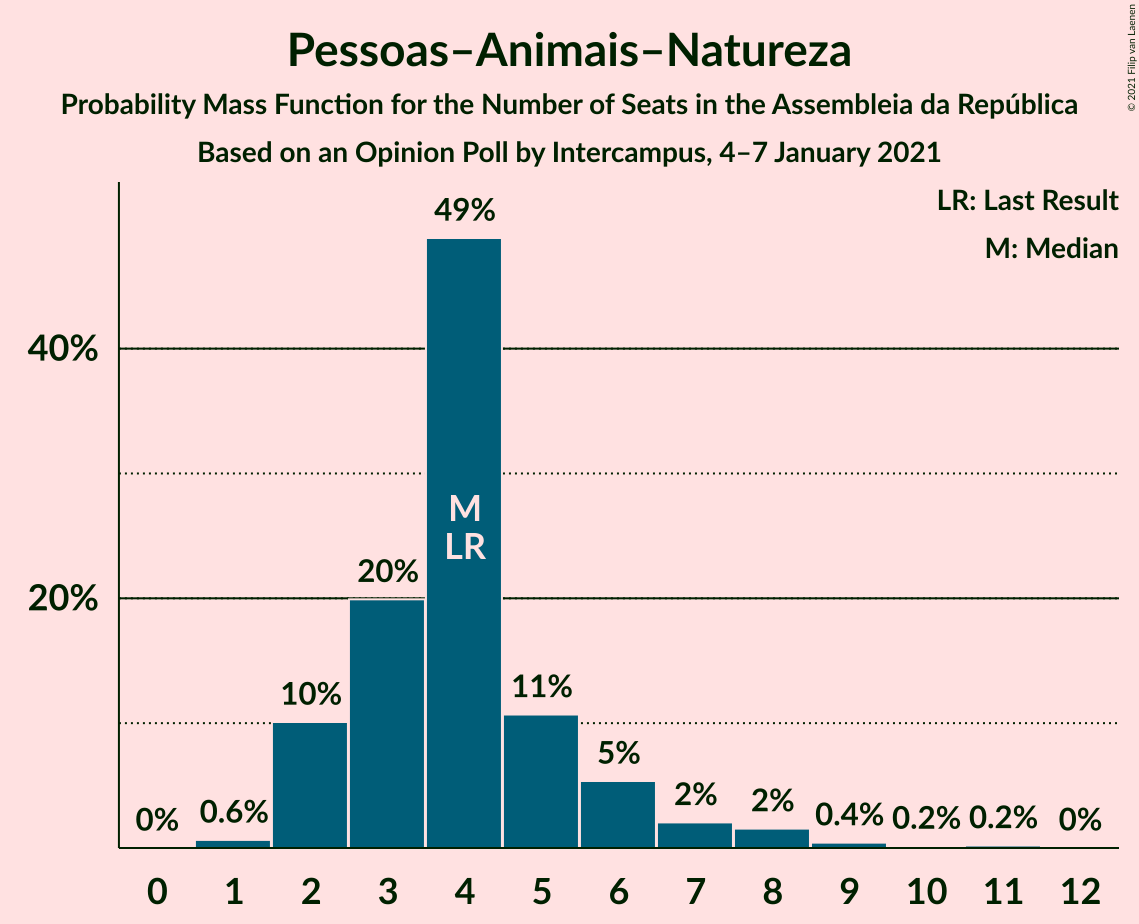 Pessoas–Animais–Natureza
Probability Mass Function for the Number of Seats in the Assembleia da República
Based on an Opinion Poll by Intercampus, 4–7 January 2021
© 2021 Filip van Laenen
LR: Last Result
M: Median
40%
20%
0%
0.6%
10%
20%
49%
M
LR
11%
5%
2%
2%
0.4%
0.2%
0.2%
0%
0 1 2 3 4 5 6 7 8 9 10 11 12